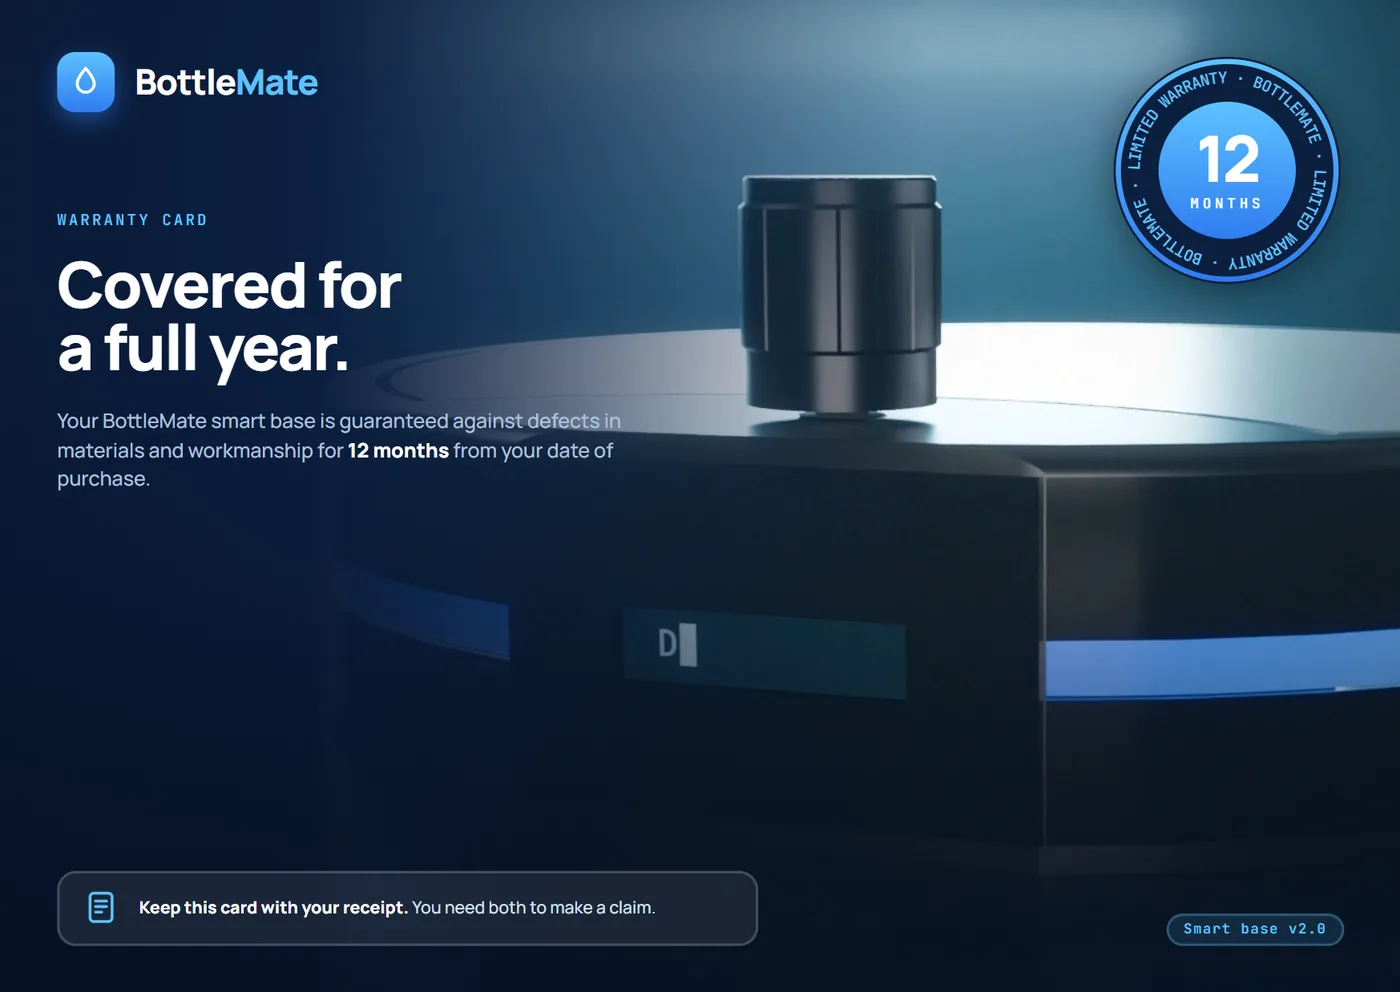 BottleMate
LIMITED WARRANTY · BOTTLEMATE · LIMITED WARRANTY · BOTTLEMATE ·
12
MONTHS
WARRANTY CARD
Covered for
a full year.
Your BottleMate smart base is guaranteed against defects in
materials and workmanship for 12 months from your date of
purchase.
D
Keep this card with your receipt. You need both to make a claim.
Smart base v2.0